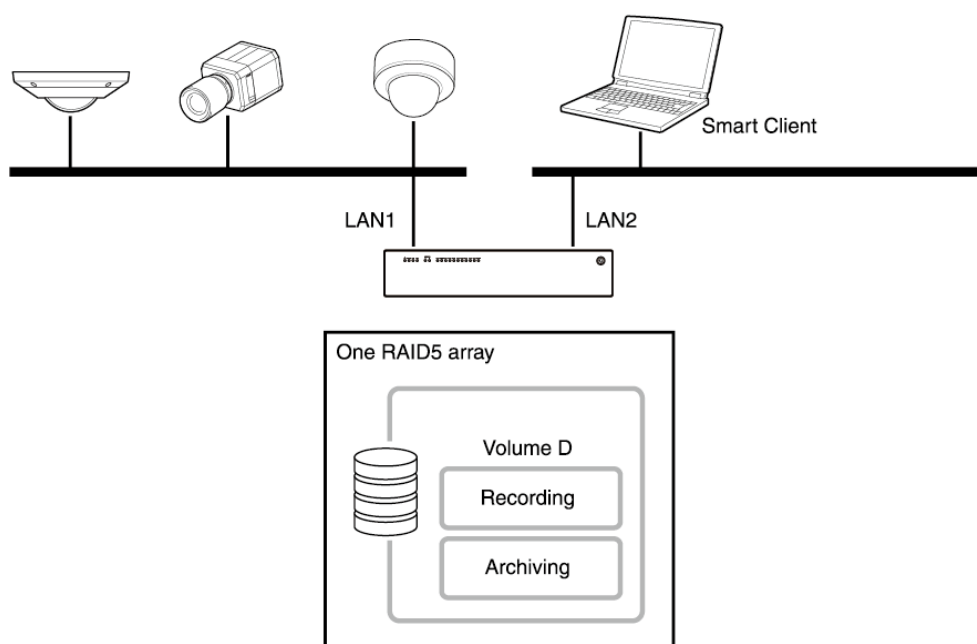 Smart Client
LAN1
LAN2
One RAID5 array
Volume D
Recording
Archiving